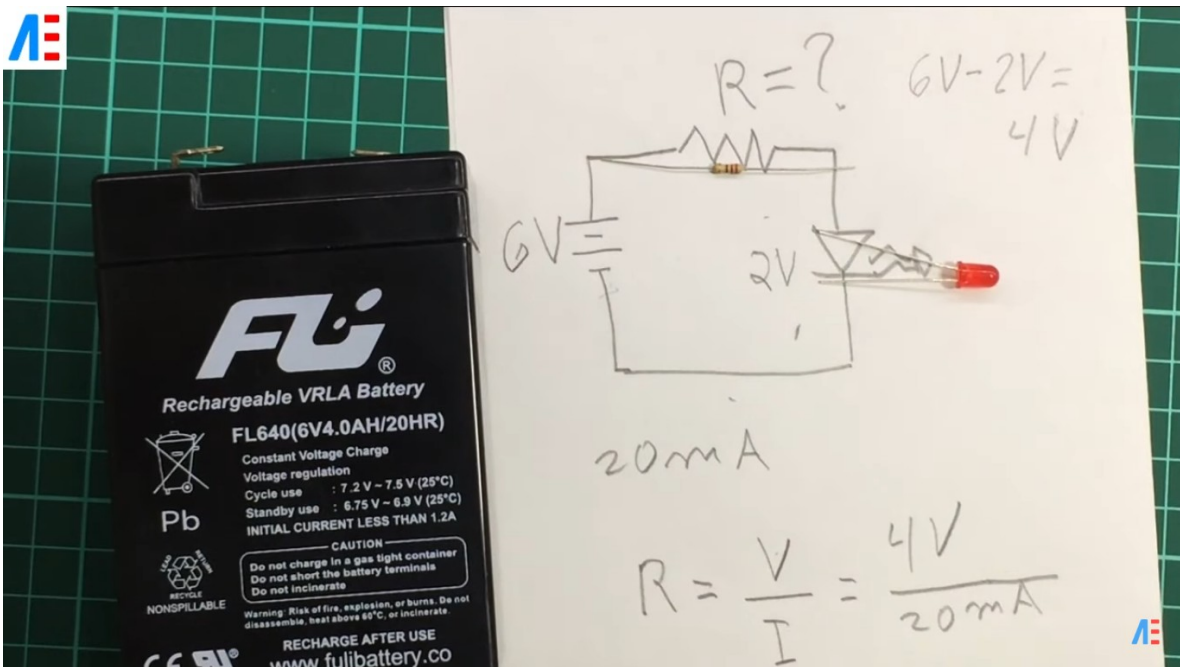 AE
R = ?
6V - 2V =
4V
6V
2V
20mA
R = V / I = 4V / 20mA
FULI ®
Rechargeable VRLA Battery
FL640(6V4.0AH/20HR)
Constant Voltage Charge
Voltage regulation
Cycle use : 7.2 V ~ 7.5 V (25°C)
Standby use : 6.75 V ~ 6.9 V (25°C)
INITIAL CURRENT LESS THAN 1.2A
Pb
CAUTION
Do not charge In a gas tight container
Do not short the battery terminals
Do not incinerate
LEAD
RETURN
RECYCLE
NONSPILLABLE
Warning: Risk of fire, explosion, or burns. Do not
disassemble, heat above 60°C, or incinerate.
RECHARGE AFTER USE
www.fulibattery.co
AE